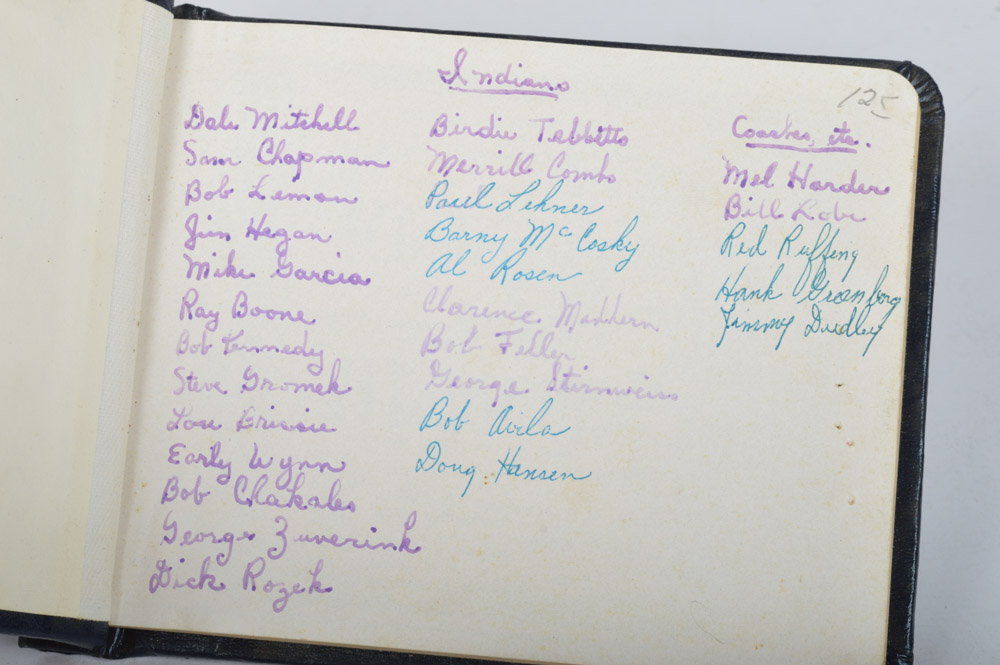 Indians
125
Dale Mitchell
Sam Chapman
Bob Lemon
Jim Hegan
Mike Garcia
Ray Boone
Bob Kennedy
Steve Gromek
Lou Brissie
Early Wynn
Bob Chakales
George Zuverink
Dick Rozek
Birdie Tebbitts
Merrill Combs
Paul Lehner
Barny McCosky
Al Rosen
Clarence Maddern
Bob Feller
George Stirnweiss
Bob Avila
Doug Hansen
Coaches, etc.
Mel Harder
Bill Lobe
Red Ruffing
Hank Greenberg
Jimmy Dudley